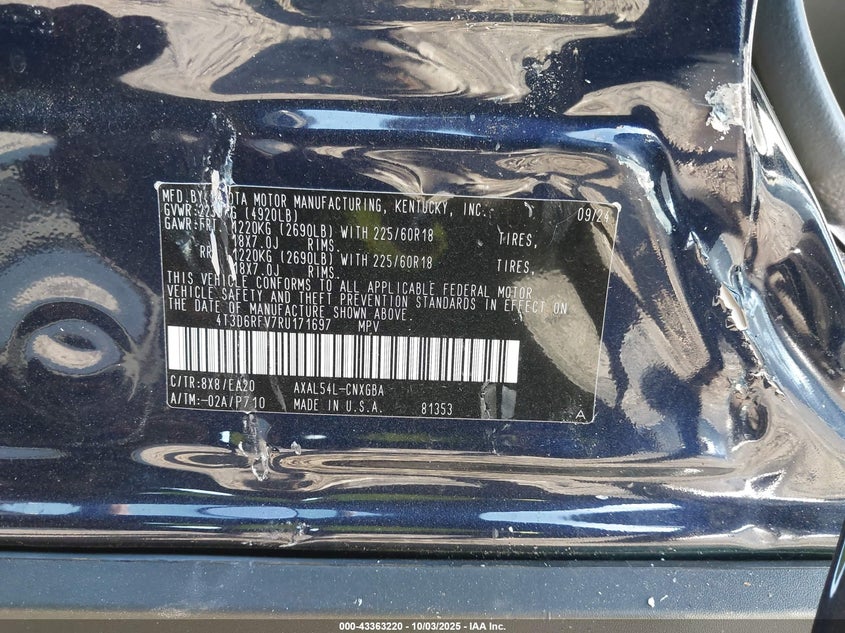 MFD.BY: TOYOTA MOTOR MANUFACTURING, KENTUCKY, INC. 09/24
GVWR: KG (4920LB)
GAWR:FRT. 1220KG (2690LB) WITH 225/60R18 TIRES,
18X7.0J RIMS.
RR. 1220KG (2690LB) WITH 225/60R18 TIRES,
18X7.0J RIMS.
THIS VEHICLE CONFORMS TO ALL APPLICABLE FEDERAL MOTOR
VEHICLE SAFETY AND THEFT PREVENTION STANDARDS IN EFFECT ON
THE DATE OF MANUFACTURE SHOWN ABOVE.
4T3D6RFV7RU171697 MPV
C/TR:8X8/EA20 AXAL54L-CNXGBA
A/TM:-02A/P710 MADE IN U.S.A. 81353 A
000-43363220 - 10/03/2025 - IAA Inc.